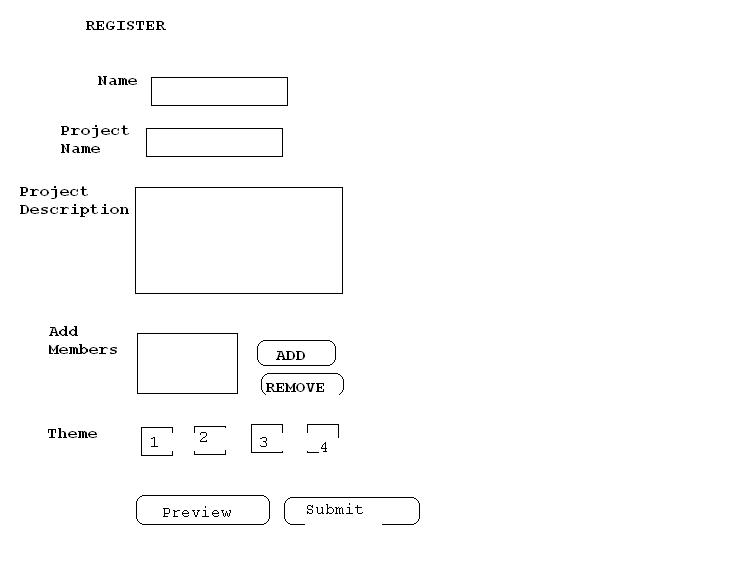 REGISTER
Name
Project
Name
Project
Description
Add
Members
ADD
REMOVE
Theme
1 2 3 4
Preview Submit